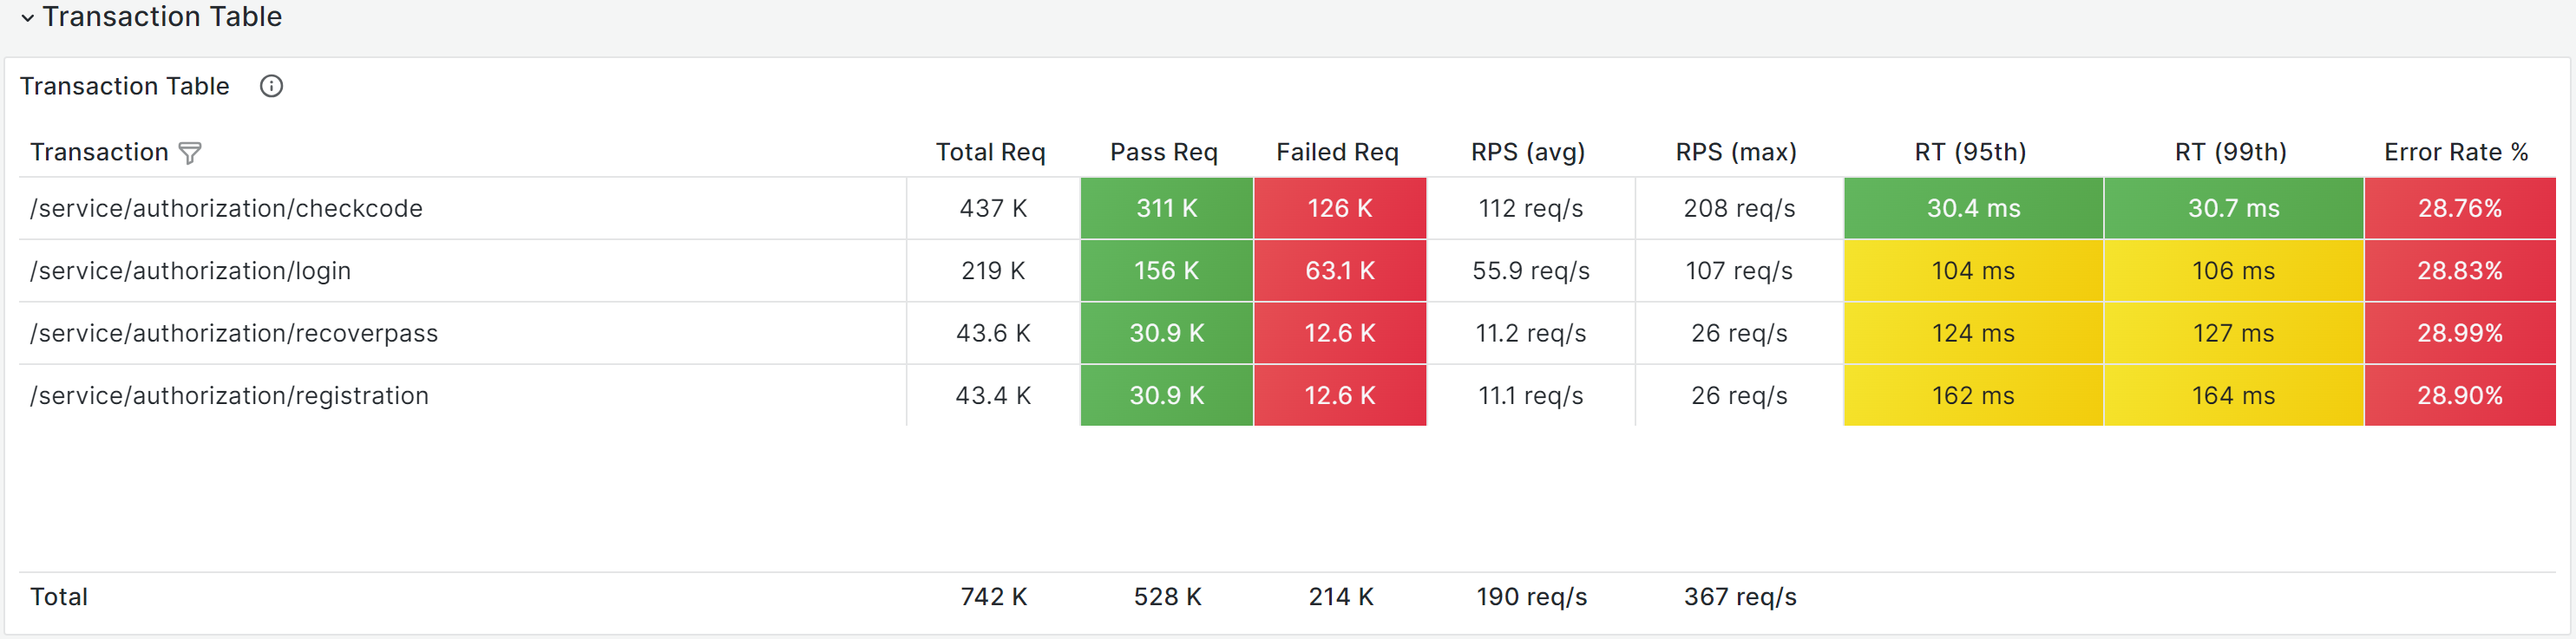 Transaction Table
Transaction Table
Transaction Total Req Pass Req Failed Req RPS (avg) RPS (max) RT (95th) RT (99th) Error Rate %
/service/authorization/checkcode 437 K 311 K 126 K 112 req/s 208 req/s 30.4 ms 30.7 ms 28.76%
/service/authorization/login 219 K 156 K 63.1 K 55.9 req/s 107 req/s 104 ms 106 ms 28.83%
/service/authorization/recoverpass 43.6 K 30.9 K 12.6 K 11.2 req/s 26 req/s 124 ms 127 ms 28.99%
/service/authorization/registration 43.4 K 30.9 K 12.6 K 11.1 req/s 26 req/s 162 ms 164 ms 28.90%
Total 742 K 528 K 214 K 190 req/s 367 req/s